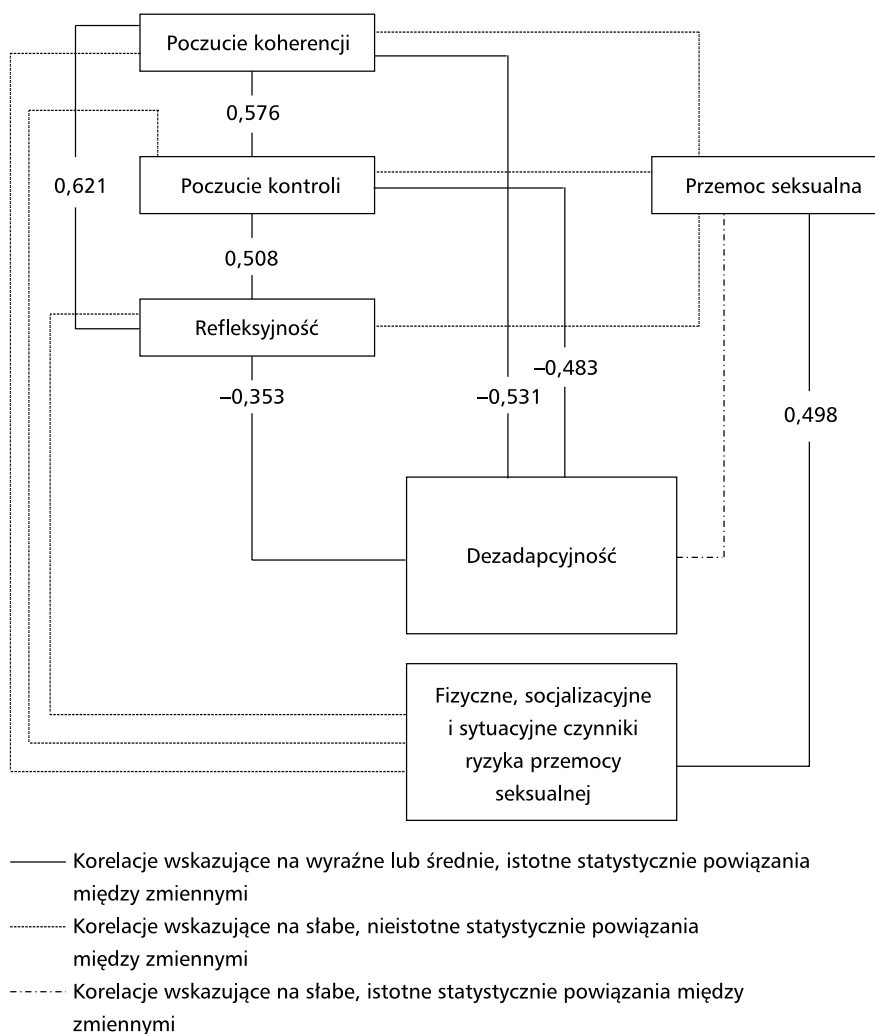 Poczucie koherencji
0,576
0,621
Poczucie kontroli
Przemoc seksualna
0,508
Refleksyjność
–0,353
–0,531
–0,483
0,498
Dezadapcyjność
Fizyczne, socjalizacyjne
i sytuacyjne czynniki
ryzyka przemocy
seksualnej
Korelacje wskazujące na wyraźne lub średnie, istotne statystycznie powiązania
między zmiennymi
Korelacje wskazujące na słabe, nieistotne statystycznie powiązania
między zmiennymi
Korelacje wskazujące na słabe, istotne statystycznie powiązania między
zmiennymi